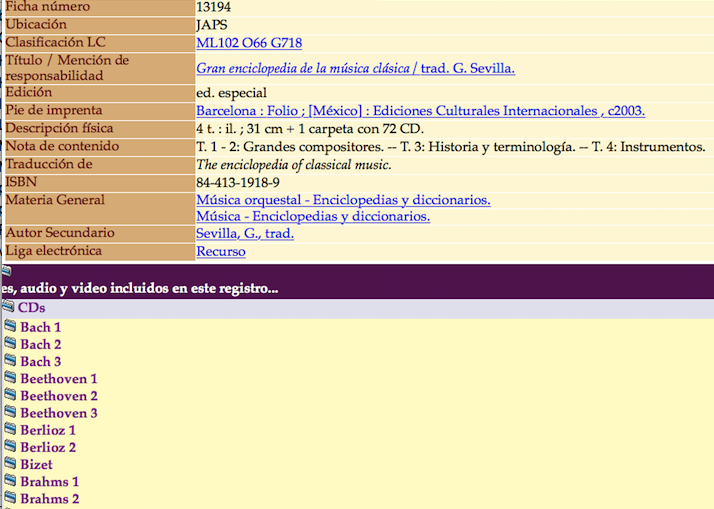 Ficha número 13194
Ubicación JAPS
Clasificación LC ML102 O66 G718
Título / Mención de
responsabilidad Gran enciclopedia de la música clásica / trad. G. Sevilla.
Edición ed. especial
Pie de imprenta Barcelona : Folio ; [México] : Ediciones Culturales Internacionales , c2003.
Descripción física 4 t. : il. ; 31 cm + 1 carpeta con 72 CD.
Nota de contenido T. 1 - 2: Grandes compositores. -- T. 3: Historia y terminología. -- T. 4: Instrumentos.
Traducción de The enciclopedia of classical music.
ISBN 84-413-1918-9
Materia General Música orquestal - Enciclopedias y diccionarios.
Música - Enciclopedias y diccionarios.
Autor Secundario Sevilla, G., trad.
Liga electrónica Recurso
es, audio y video incluidos en este registro...
CDs
Bach 1
Bach 2
Bach 3
Beethoven 1
Beethoven 2
Beethoven 3
Berlioz 1
Berlioz 2
Bizet
Brahms 1
Brahms 2